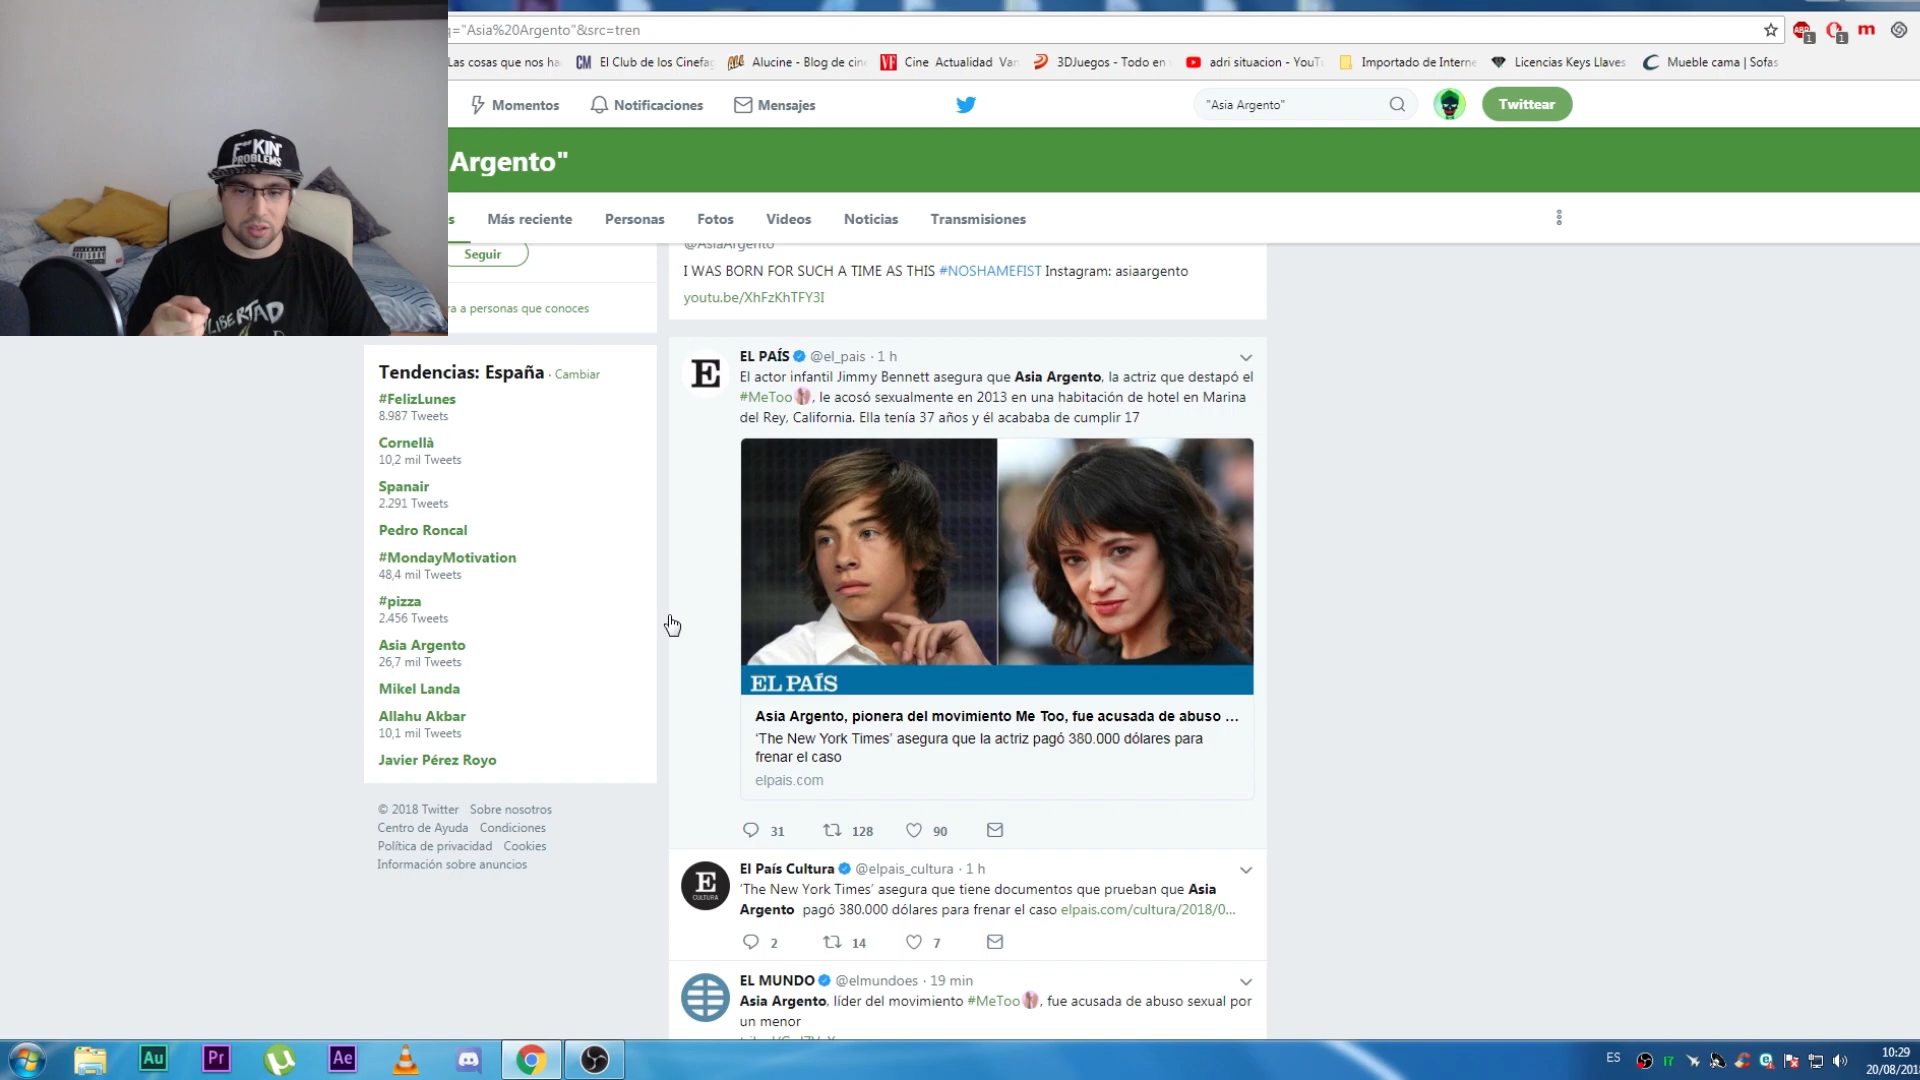 q="Asia%20Argento"&src=tren
Las cosas que nos ha
El Club de los Cinefag
Alucine - Blog de cine
Cine Actualidad Van
3DJuegos - Todo en
adri situacion - YouTu
Importado de Interne
Licencias Keys Llaves
Mueble cama | Sofas
Momentos
Notificaciones
Mensajes
"Asia Argento"
Twittear
Argento"
s
Más reciente
Personas
Fotos
Videos
Noticias
Transmisiones
F**KIN'
PROBLEMS
LIBERTAD
Seguir
ra a personas que conoces
@AsiaArgento
I WAS BORN FOR SUCH A TIME AS THIS #NOSHAMEFIST Instagram: asiaargento
youtu.be/XhFzKhTFY3I
Tendencias: España · Cambiar
#FelizLunes
8.987 Tweets
Cornellà
10,2 mil Tweets
Spanair
2.291 Tweets
Pedro Roncal
#MondayMotivation
48,4 mil Tweets
#pizza
2.456 Tweets
Asia Argento
26,7 mil Tweets
Mikel Landa
Allahu Akbar
10,1 mil Tweets
Javier Pérez Royo
© 2018 Twitter Sobre nosotros
Centro de Ayuda Condiciones
Política de privacidad Cookies
Información sobre anuncios
EL PAÍS @el_pais · 1 h
El actor infantil Jimmy Bennett asegura que Asia Argento, la actriz que destapó el
#MeToo, le acosó sexualmente en 2013 en una habitación de hotel en Marina
del Rey, California. Ella tenía 37 años y él acababa de cumplir 17
EL PAÍS
Asia Argento, pionera del movimiento Me Too, fue acusada de abuso ...
'The New York Times' asegura que la actriz pagó 380.000 dólares para
frenar el caso
elpais.com
31 128 90
El País Cultura @elpais_cultura · 1 h
'The New York Times' asegura que tiene documentos que prueban que Asia
Argento pagó 380.000 dólares para frenar el caso elpais.com/cultura/2018/0...
2 14 7
EL MUNDO @elmundoes · 19 min
Asia Argento, líder del movimiento #MeToo, fue acusada de abuso sexual por
un menor
ES
17
10:29
20/08/201